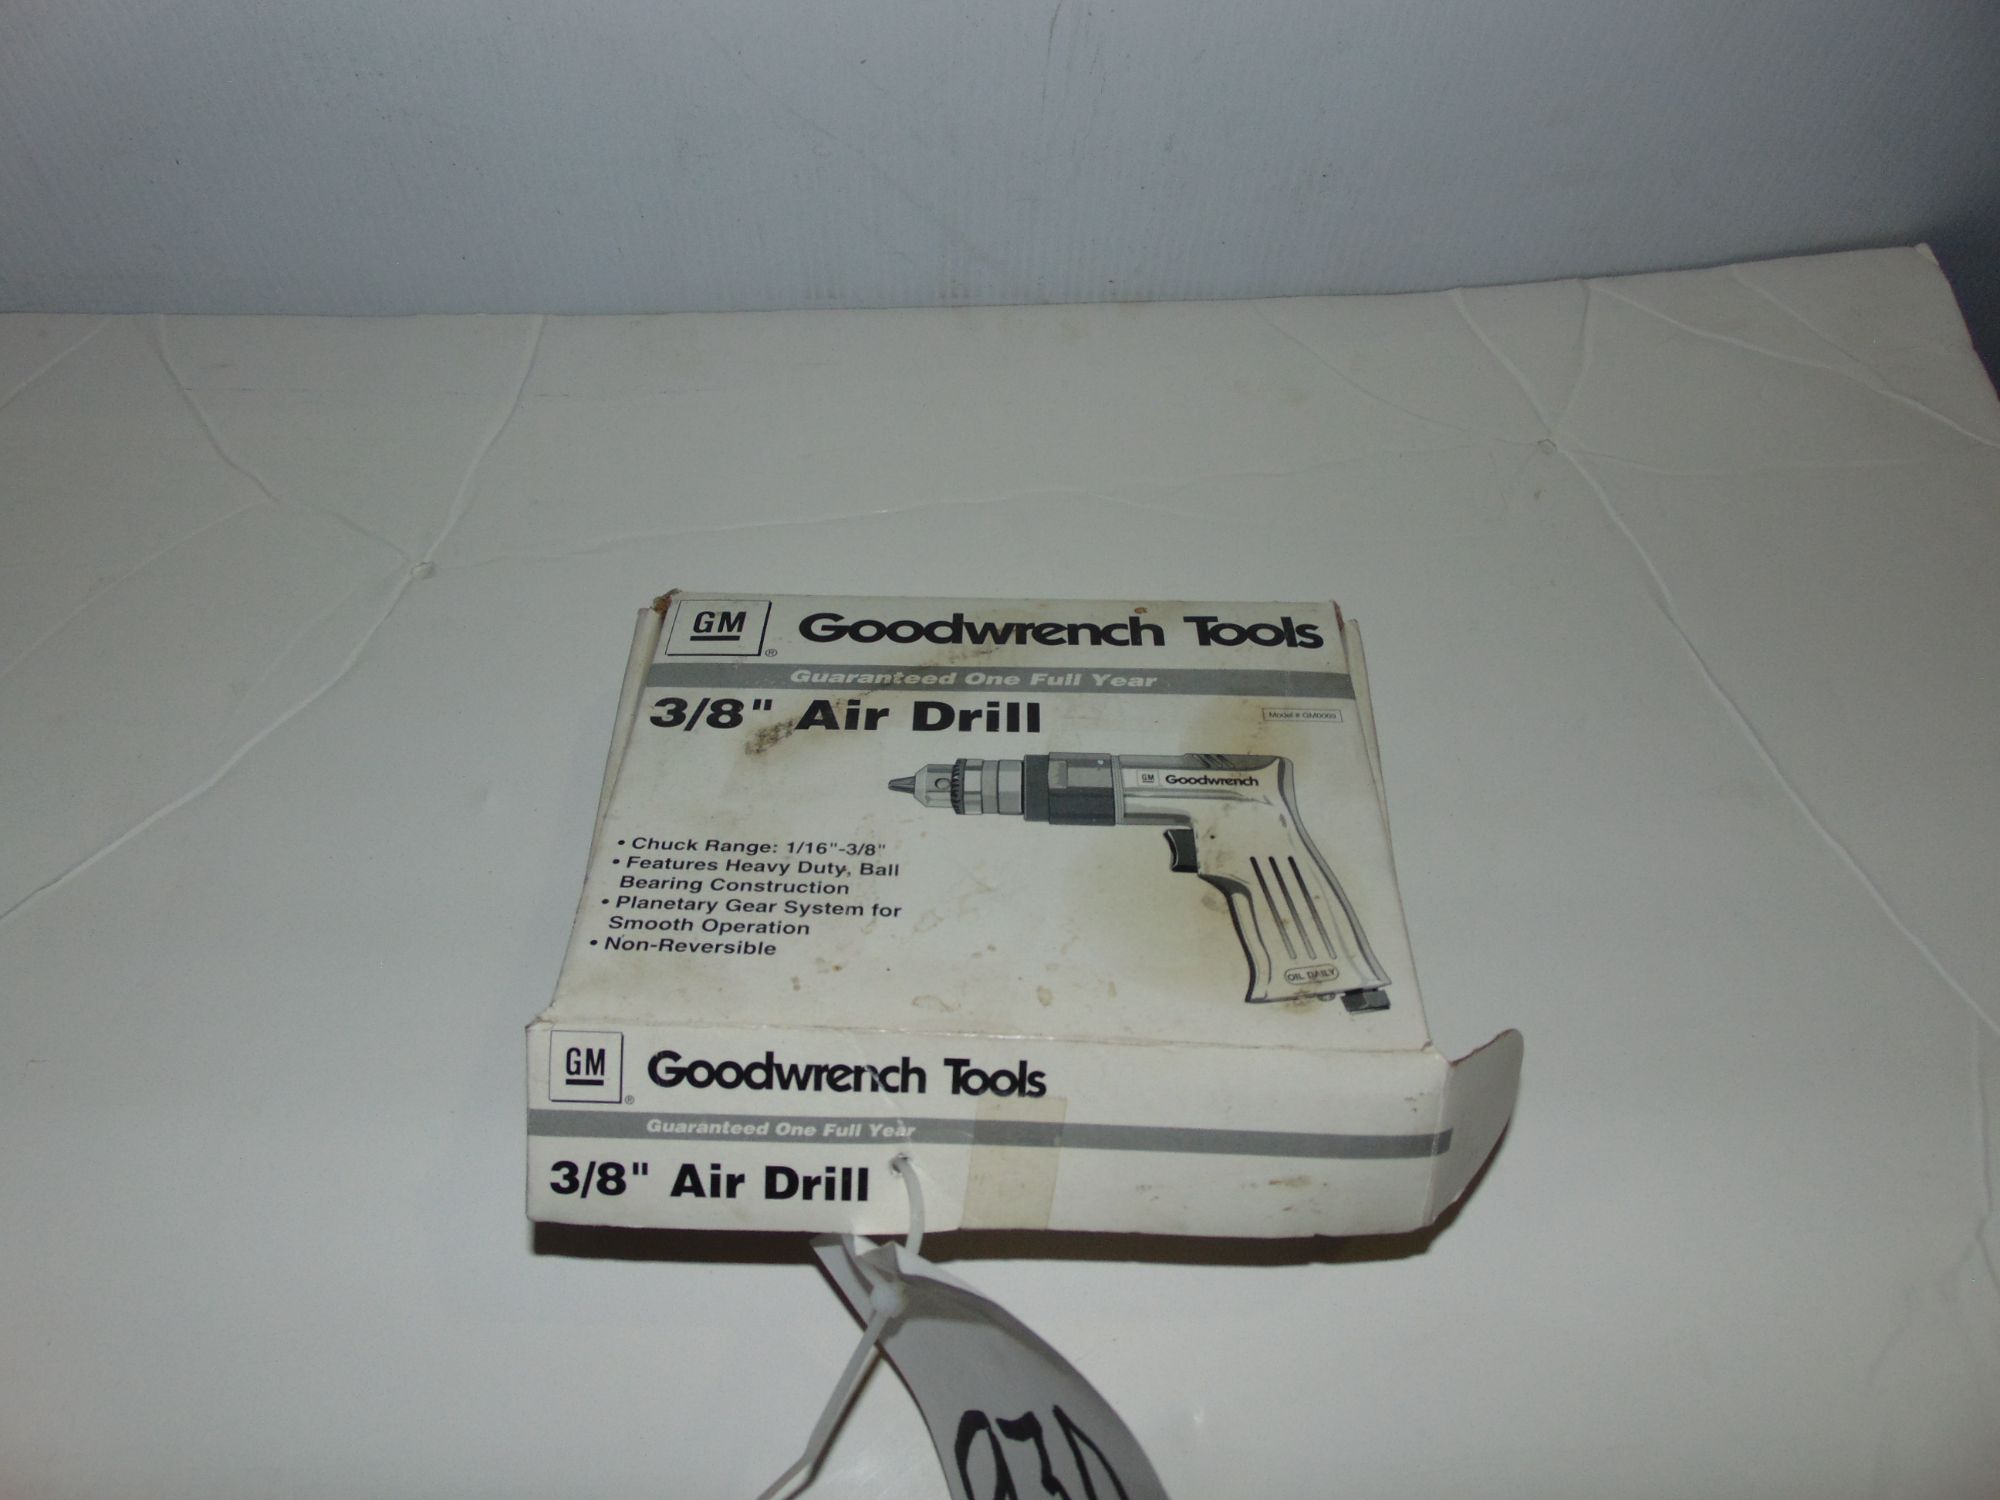 GM ® Goodwrench Tools
Guaranteed One Full Year
3/8" Air Drill
Model # GM0069
GM Goodwrench
• Chuck Range: 1/16"-3/8"
• Features Heavy Duty, Ball
Bearing Construction
• Planetary Gear System for
Smooth Operation
• Non-Reversible
OIL DAILY
GM ® Goodwrench Tools
Guaranteed One Full Year
3/8" Air Drill